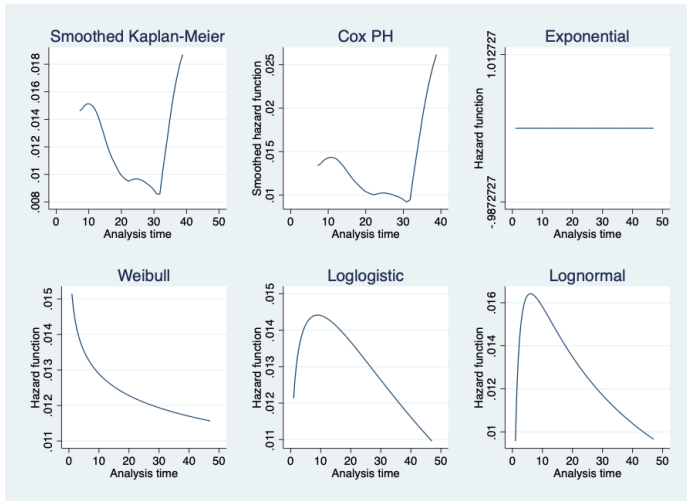 Smoothed Kaplan-Meier
.008 .01 .012 .014 .016 .018
0 10 20 30 40 50
Analysis time
Cox PH
Smoothed hazard function
.01 .015 .02 .025
0 10 20 30 40
Analysis time
Exponential
Hazard function
-.9872727 1.012727
0 10 20 30 40 50
Analysis time
Weibull
Hazard function
.011 .012 .013 .014 .015
0 10 20 30 40 50
Analysis time
Loglogistic
Hazard function
.011 .012 .013 .014 .015
0 10 20 30 40 50
Analysis time
Lognormal
Hazard function
.01 .012 .014 .016
0 10 20 30 40 50
Analysis time